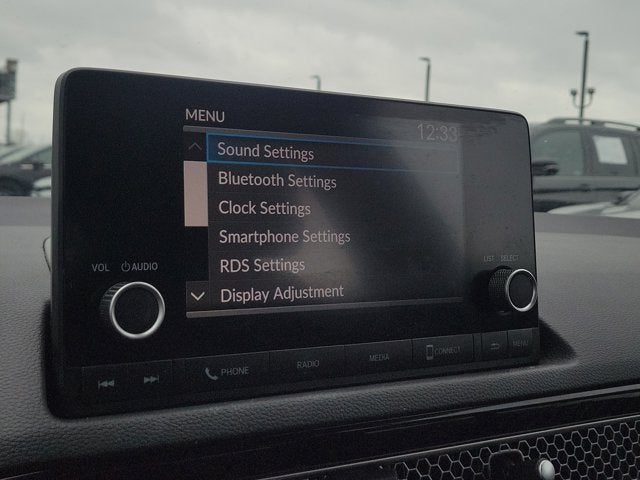 MENU
12:33
Sound Settings
Bluetooth Settings
Clock Settings
Smartphone Settings
RDS Settings
Display Adjustment
VOL AUDIO
LIST SELECT
PHONE
RADIO
MEDIA
CONNECT
MENU